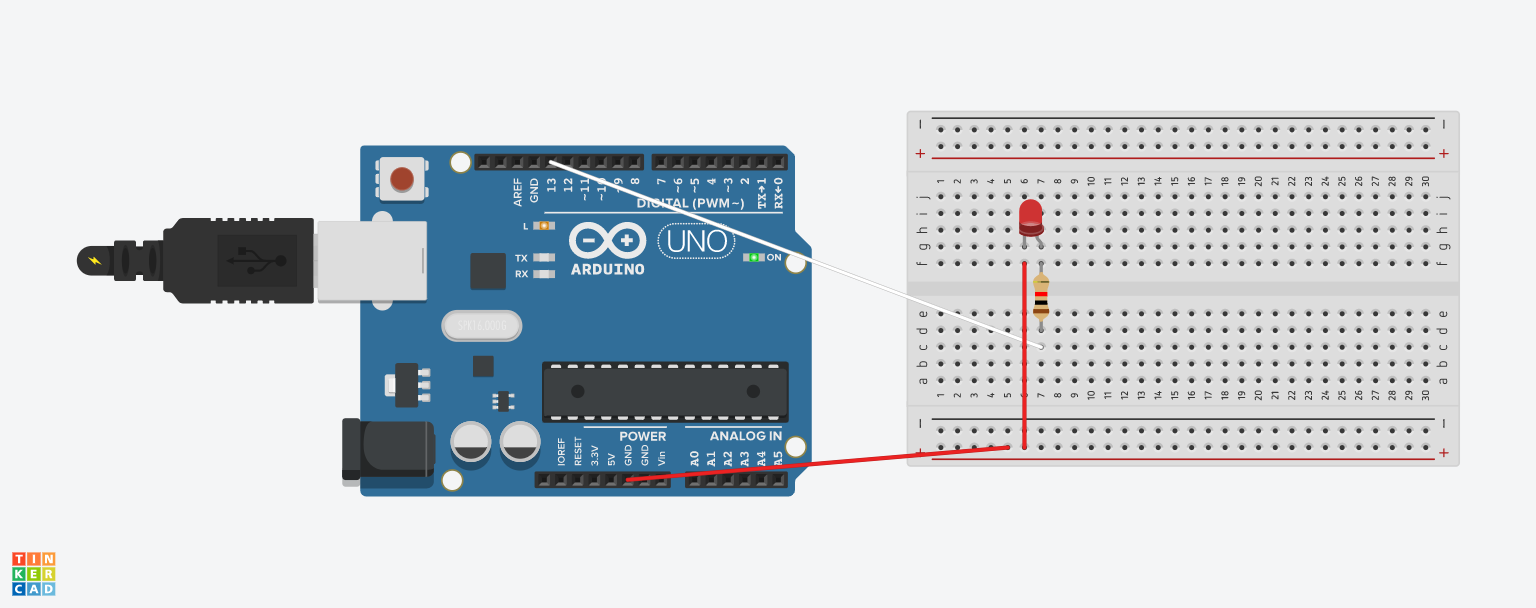 − −
+ +
1 2 3 4 5 6 7 8 9 10 11 12 13 14 15 16 17 18 19 20 21 22 23 24 25 26 27 28 29 30
j j
i i
h h
g g
f f
e e
d d
c c
b b
a a
1 2 3 4 5 6 7 8 9 10 11 12 13 14 15 16 17 18 19 20 21 22 23 24 25 26 27 28 29 30
− −
+ +
AREF
GND
13
12
~11
~10
~9
8
7
~6
~5
4
~3
2
TX→1
RX←0
DIGITAL (PWM~)
L
TX
RX
UNO
ARDUINO
ON
POWER
ANALOG IN
IOREF
RESET
3.3V
5V
GND
GND
Vin
A0
A1
A2
A3
A4
A5
TIN
KER
CAD